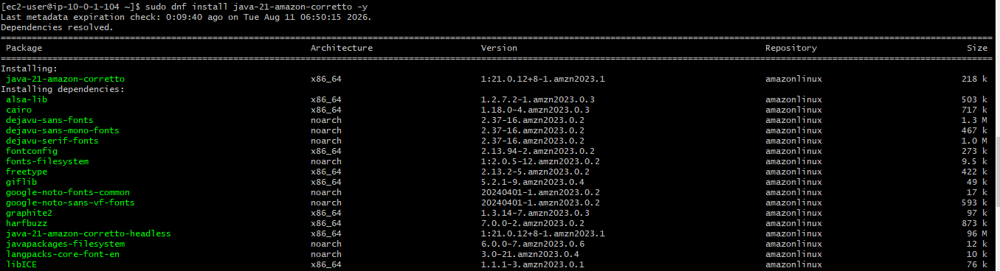 [ec2-user@ip-10-0-1-104 ~]$ sudo dnf install java-21-amazon-corretto -y
Last metadata expiration check: 0:09:40 ago on Tue Aug 11 06:50:15 2026.
Dependencies resolved.
Package Architecture Version Repository Size
Installing:
java-21-amazon-corretto x86_64 1:21.0.12+8-1.amzn2023.1 amazonlinux 218 k
Installing dependencies:
alsa-lib x86_64 1.2.7.2-1.amzn2023.0.3 amazonlinux 503 k
cairo x86_64 1.18.0-4.amzn2023.0.3 amazonlinux 717 k
dejavu-sans-fonts noarch 2.37-16.amzn2023.0.2 amazonlinux 1.3 M
dejavu-sans-mono-fonts noarch 2.37-16.amzn2023.0.2 amazonlinux 467 k
dejavu-serif-fonts noarch 2.37-16.amzn2023.0.2 amazonlinux 1.0 M
fontconfig x86_64 2.13.94-2.amzn2023.0.2 amazonlinux 273 k
fonts-filesystem noarch 1:2.0.5-12.amzn2023.0.2 amazonlinux 9.5 k
freetype x86_64 2.13.2-5.amzn2023.0.2 amazonlinux 422 k
giflib x86_64 5.2.1-9.amzn2023.0.4 amazonlinux 49 k
google-noto-fonts-common noarch 20240401-1.amzn2023.0.2 amazonlinux 17 k
google-noto-sans-vf-fonts noarch 20240401-1.amzn2023.0.2 amazonlinux 593 k
graphite2 x86_64 1.3.14-7.amzn2023.0.3 amazonlinux 97 k
harfbuzz x86_64 7.0.0-2.amzn2023.0.2 amazonlinux 873 k
java-21-amazon-corretto-headless x86_64 1:21.0.12+8-1.amzn2023.1 amazonlinux 96 M
javapackages-filesystem noarch 6.0.0-7.amzn2023.0.6 amazonlinux 12 k
langpacks-core-font-en noarch 3.0-21.amzn2023.0.4 amazonlinux 10 k
libICE x86_64 1.1.1-3.amzn2023.0.1 amazonlinux 76 k